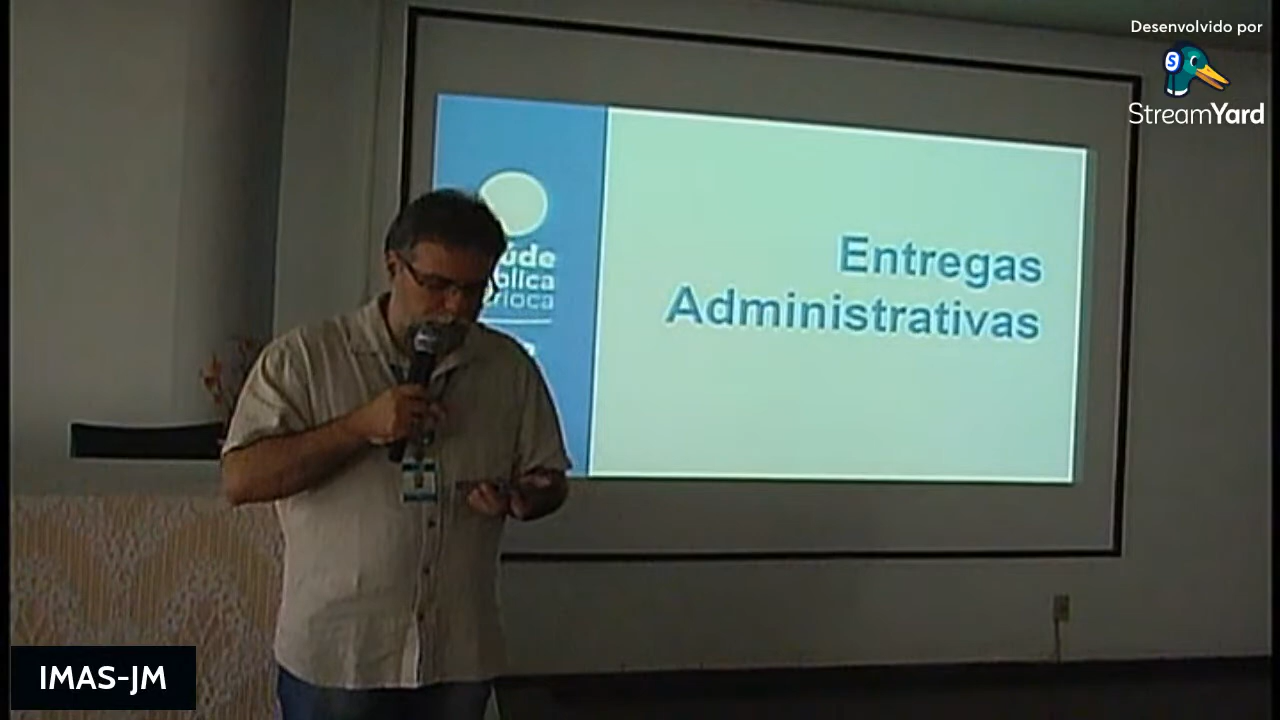 Desenvolvido por
StreamYard
Entregas
Administrativas
IMAS-JM